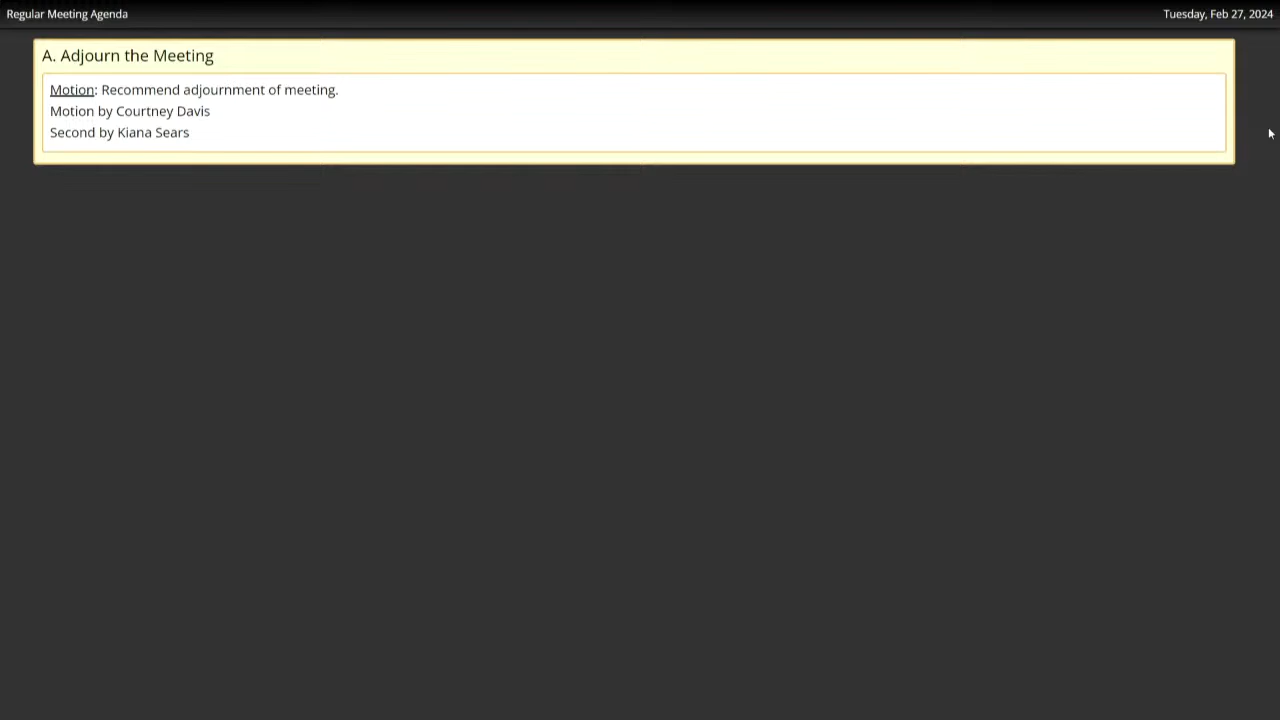 Regular Meeting Agenda
Tuesday, Feb 27, 2024
A. Adjourn the Meeting
Motion: Recommend adjournment of meeting.
Motion by Courtney Davis
Second by Kiana Sears